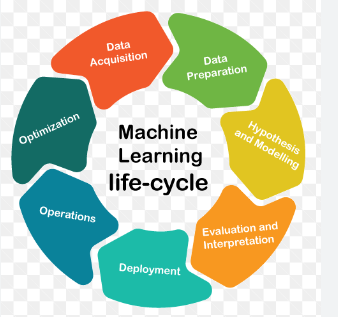 Machine
Learning
life-cycle
Data
Acquisition
Data
Preparation
Hypothesis
and Modelling
Evaluation and
Interpretation
Deployment
Operations
Optimization